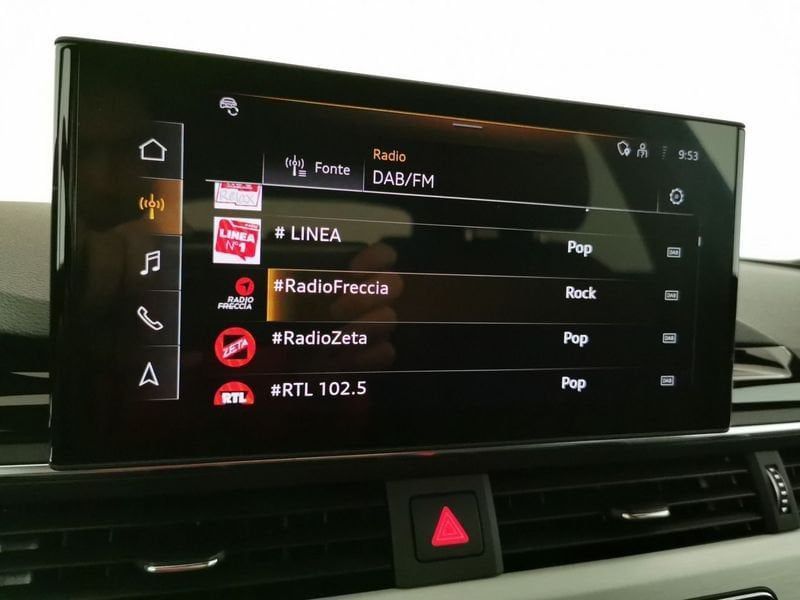 Radio
9:53
Fonte
DAB/FM
Relax
LINEA
N°1
# LINEA
Pop
DAB
RADIO
FRECCIA
#RadioFreccia
Rock
DAB
ZETA
#RadioZeta
Pop
DAB
RTL
#RTL 102.5
Pop
DAB